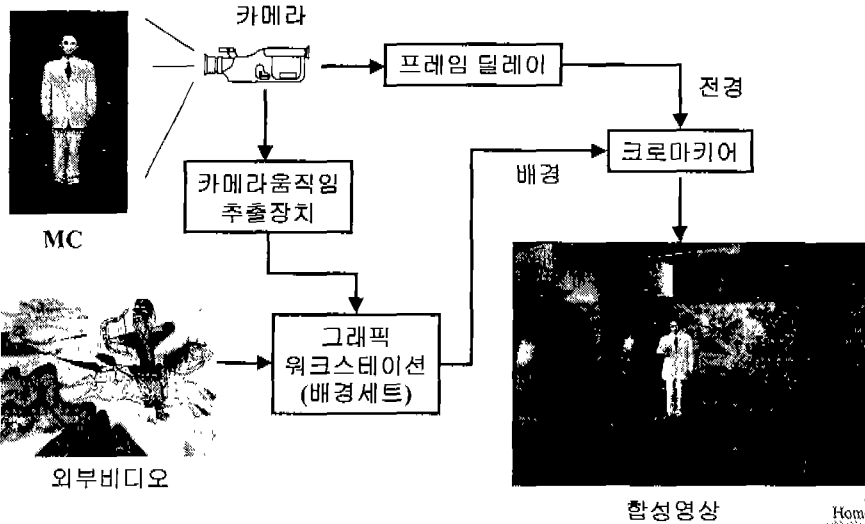 카메라
프레임 딜레이
전경
크로마키어
배경
카메라움직임
추출장치
MC
그래픽
워크스테이션
(배경세트)
외부비디오
합성영상
Hom